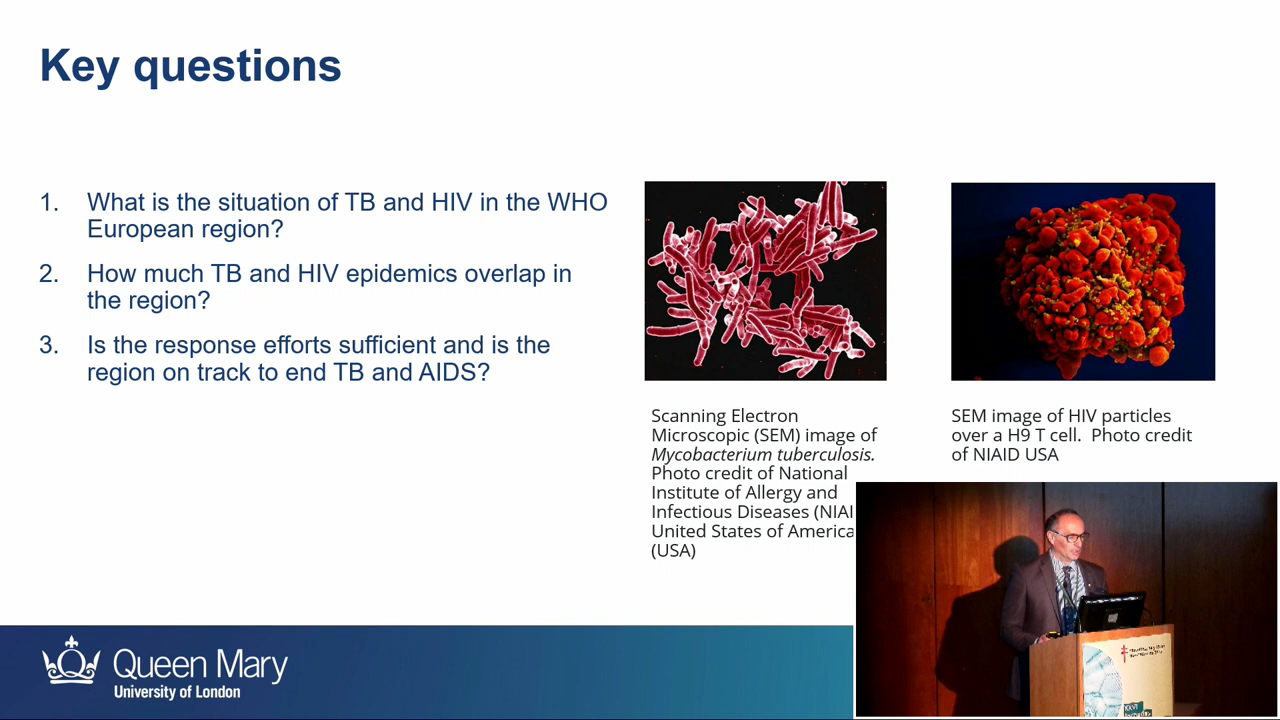 Key questions
1. What is the situation of TB and HIV in the WHO
European region?
2. How much TB and HIV epidemics overlap in
the region?
3. Is the response efforts sufficient and is the
region on track to end TB and AIDS?
Scanning Electron
Microscopic (SEM) image of
Mycobacterium tuberculosis.
Photo credit of National
Institute of Allergy and
Infectious Diseases (NIAI
United States of America
(USA)
SEM image of HIV particles
over a H9 T cell. Photo credit
of NIAID USA
Queen Mary
University of London
XXVI